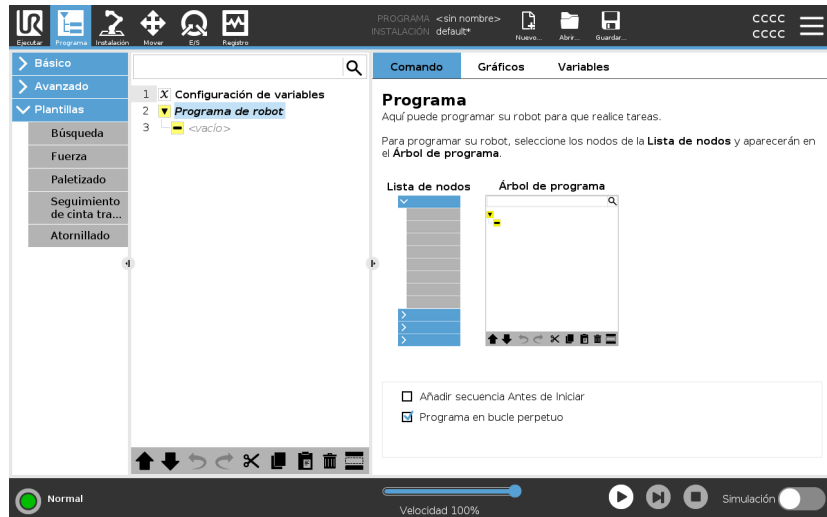 UR
PROGRAMA <sin nombre>
INSTALACIÓN default*
Ejecutar Programa Instalación Mover E/S Registro
Nuevo... Abrir... Guardar...
cccc
cccc
Básico
Avanzado
Plantillas
Búsqueda
Fuerza
Paletizado
Seguimiento
de cinta tra...
Atornillado
1 X Configuración de variables
2 Programa de robot
3 <vacío>
Comando Gráficos Variables
Programa
Aquí puede programar su robot para que realice tareas.
Para programar su robot, seleccione los nodos de la Lista de nodos y aparecerán en
el Árbol de programa.
Lista de nodos Árbol de programa
Añadir secuencia Antes de Iniciar
Programa en bucle perpetuo
Normal
Velocidad 100%
Simulación